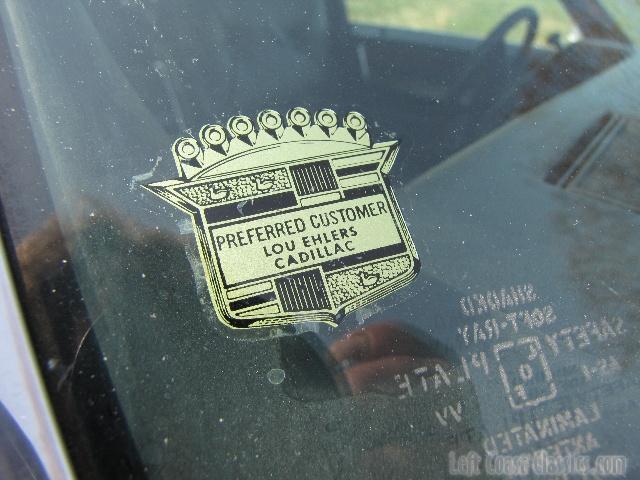 PREFERRED CUSTOMER
LOU EHLERS
CADILLAC
SHADED
SOFT-RAY
SAFETY
PLATE
LAMINATED
Left Coast Classics.com